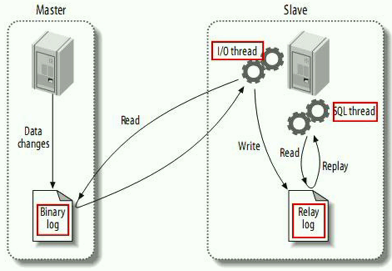 Master
Slave
I/O thread
SQL thread
Data
changes
Read
Write
Read
Replay
Binary
log
Relay
log